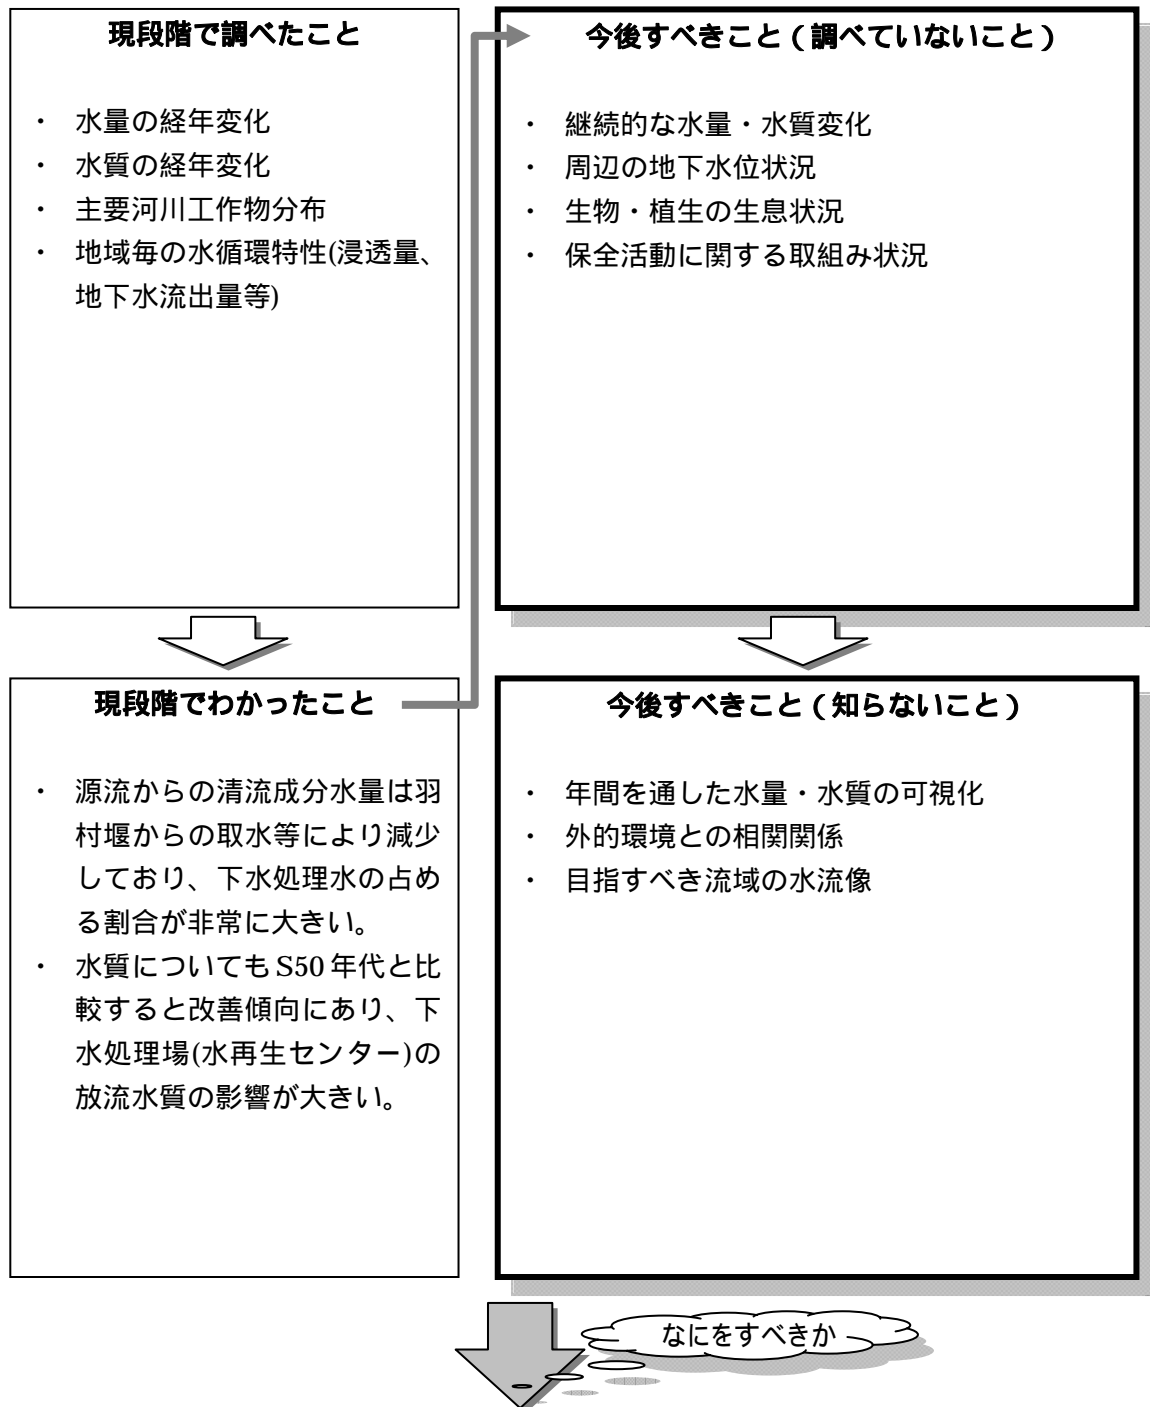 現段階で調べたこと
・ 水量の経年変化
・ 水質の経年変化
・ 主要河川工作物分布
・ 地域毎の水循環特性(浸透量、
地下水流出量等)
今後すべきこと（調べていないこと）
・ 継続的な水量・水質変化
・ 周辺の地下水位状況
・ 生物・植生の生息状況
・ 保全活動に関する取組み状況
現段階でわかったこと
・ 源流からの清流成分水量は羽
村堰からの取水等により減少
しており、下水処理水の占め
る割合が非常に大きい。
・ 水質についても S50 年代と比
較すると改善傾向にあり、下
水処理場(水再生センター)の
放流水質の影響が大きい。
今後すべきこと（知らないこと）
・ 年間を通した水量・水質の可視化
・ 外的環境との相関関係
・ 目指すべき流域の水流像
なにをすべきか